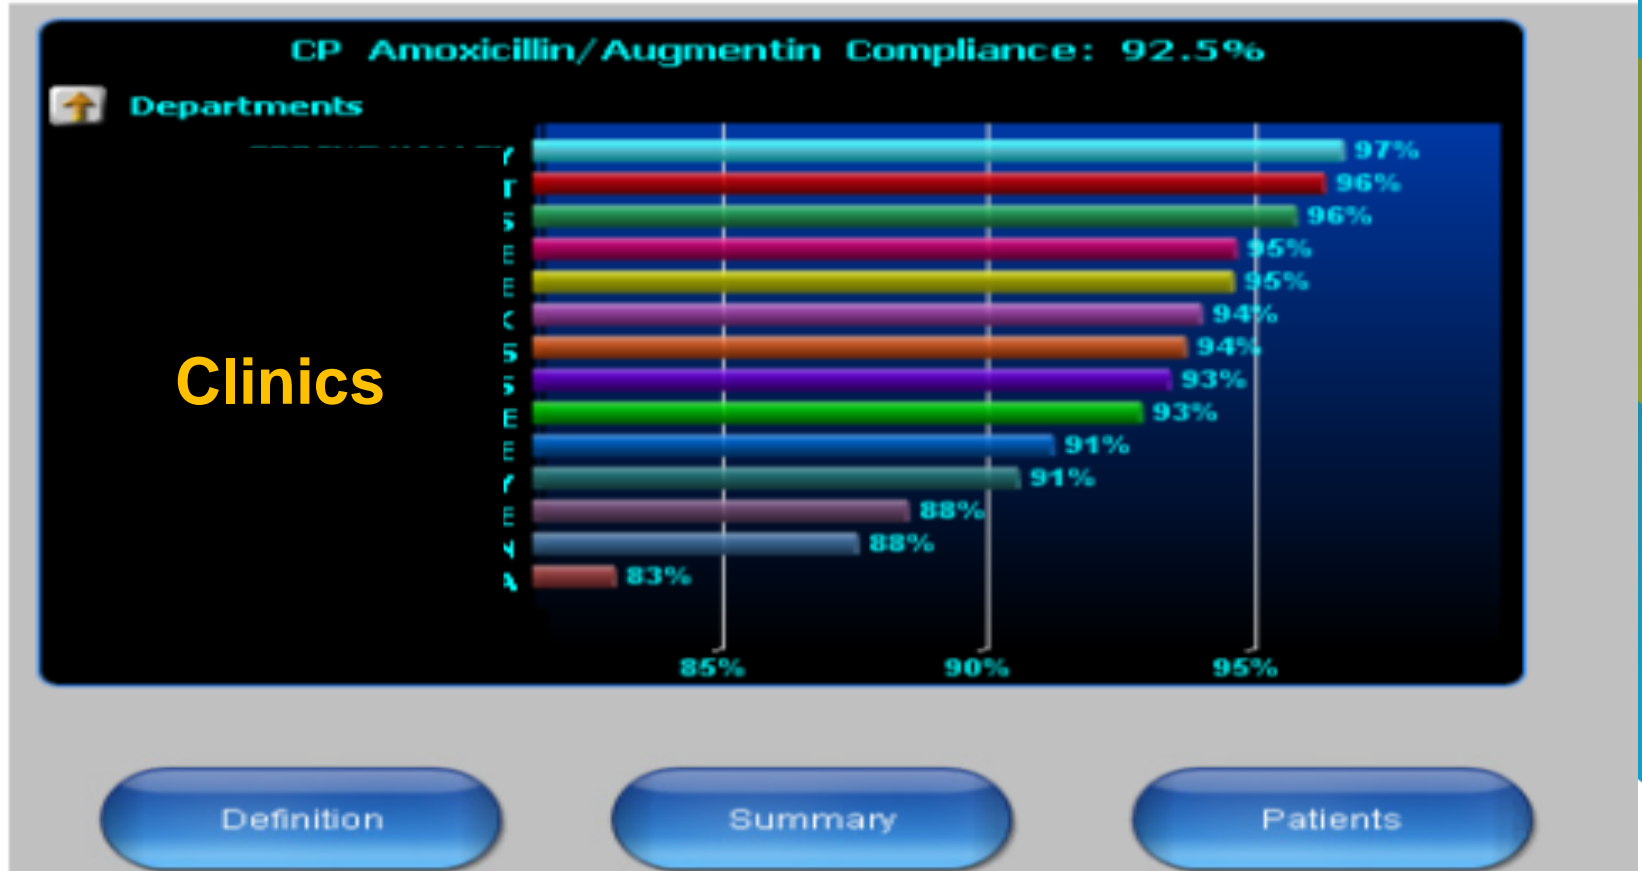 CP Amoxicillin/Augmentin Compliance: 92.5%
Departments
Y 97%
T 96%
S 96%
E 95%
E 95%
K 94%
S 94%
Clinics
S 93%
E 93%
E 91%
Y 91%
E 88%
N 88%
A 83%
85% 90% 95%
Definition Summary Patients